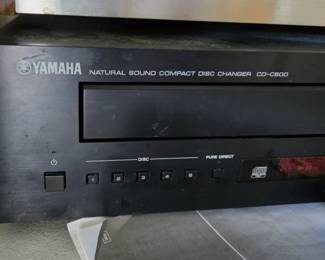 YAMAHA
NATURAL SOUND COMPACT DISC CHANGER CD-C600
DISC
PURE DIRECT